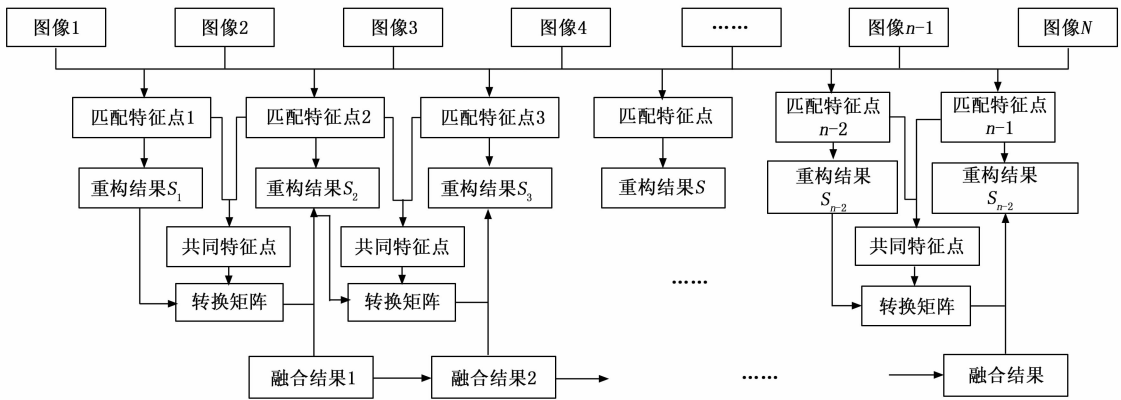 图像1
图像2
图像3
图像4
……
图像n-1
图像N
匹配特征点1
匹配特征点2
匹配特征点3
匹配特征点
匹配特征点
n-2
匹配特征点
n-1
重构结果S1
重构结果S2
重构结果S3
重构结果S
重构结果
Sn-2
重构结果
Sn-2
共同特征点
共同特征点
共同特征点
转换矩阵
转换矩阵
……
转换矩阵
融合结果1
融合结果2
……
融合结果